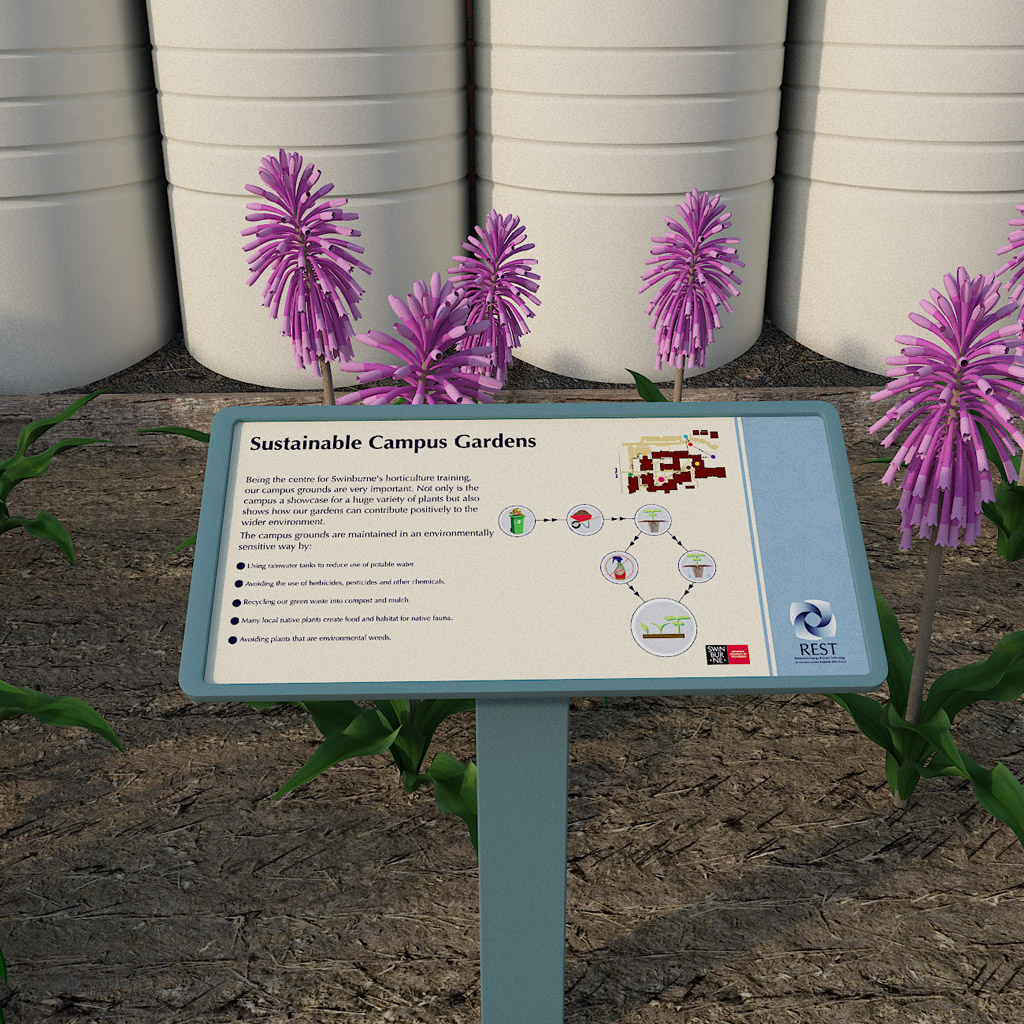 Sustainable Campus Gardens
Being the centre for Swinburne's horticulture training,
our campus grounds are very important. Not only is the
campus a showcase for a huge variety of plants but also
shows how our gardens can contribute positively to the
wider environment.
The campus grounds are maintained in an environmentally
sensitive way by:
Using rainwater tanks to reduce use of potable water.
Avoiding the use of herbicides, pesticides and other chemicals.
Recycling our green waste into compost and mulch.
Many local native plants create food and habitat for native fauna.
Avoiding plants that are environmental weeds.
SWIN
BUR
NE
REST